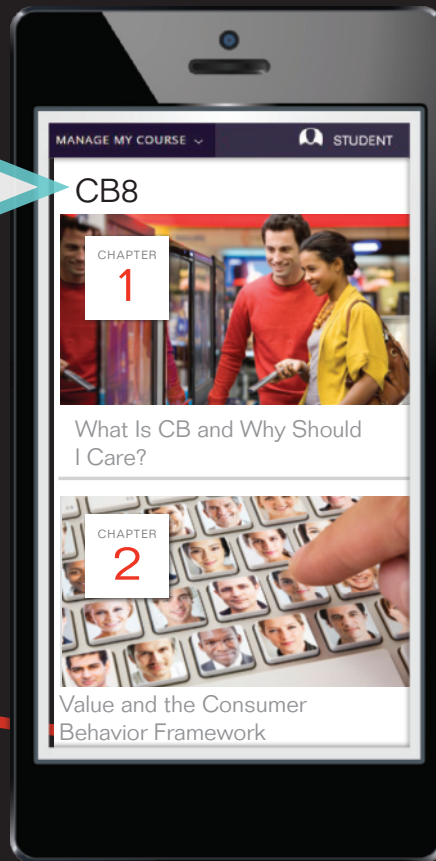 MANAGE MY COURSE
STUDENT
CB8
CHAPTER
1
What Is CB and Why Should
I Care?
CHAPTER
2
Value and the Consumer
Behavior Framework